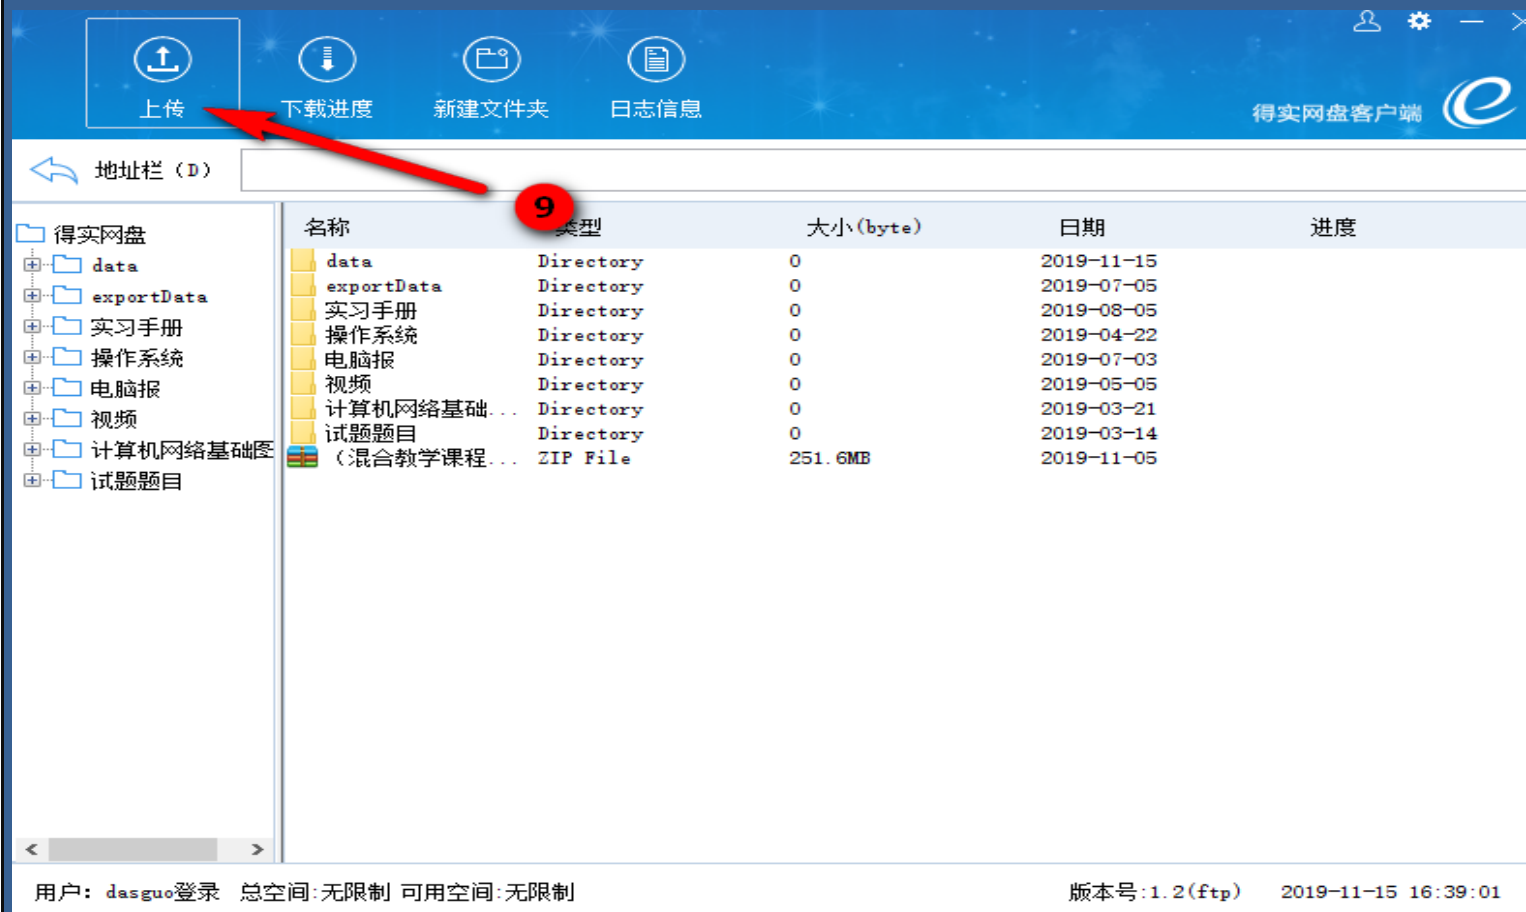 上传 下载进度 新建文件夹 日志信息
得实网盘客户端
地址栏（D）
9
得实网盘
data
exportData
实习手册
操作系统
电脑报
视频
计算机网络基础图
试题题目
名称 类型 大小(byte) 日期 进度
data Directory 0 2019-11-15
exportData Directory 0 2019-07-05
实习手册 Directory 0 2019-08-05
操作系统 Directory 0 2019-04-22
电脑报 Directory 0 2019-07-03
视频 Directory 0 2019-05-05
计算机网络基础... Directory 0 2019-03-21
试题题目 Directory 0 2019-03-14
（混合教学课程... ZIP File 251.6MB 2019-11-05
用户：dasguo登录 总空间:无限制 可用空间:无限制 版本号:1.2(ftp) 2019-11-15 16:39:01